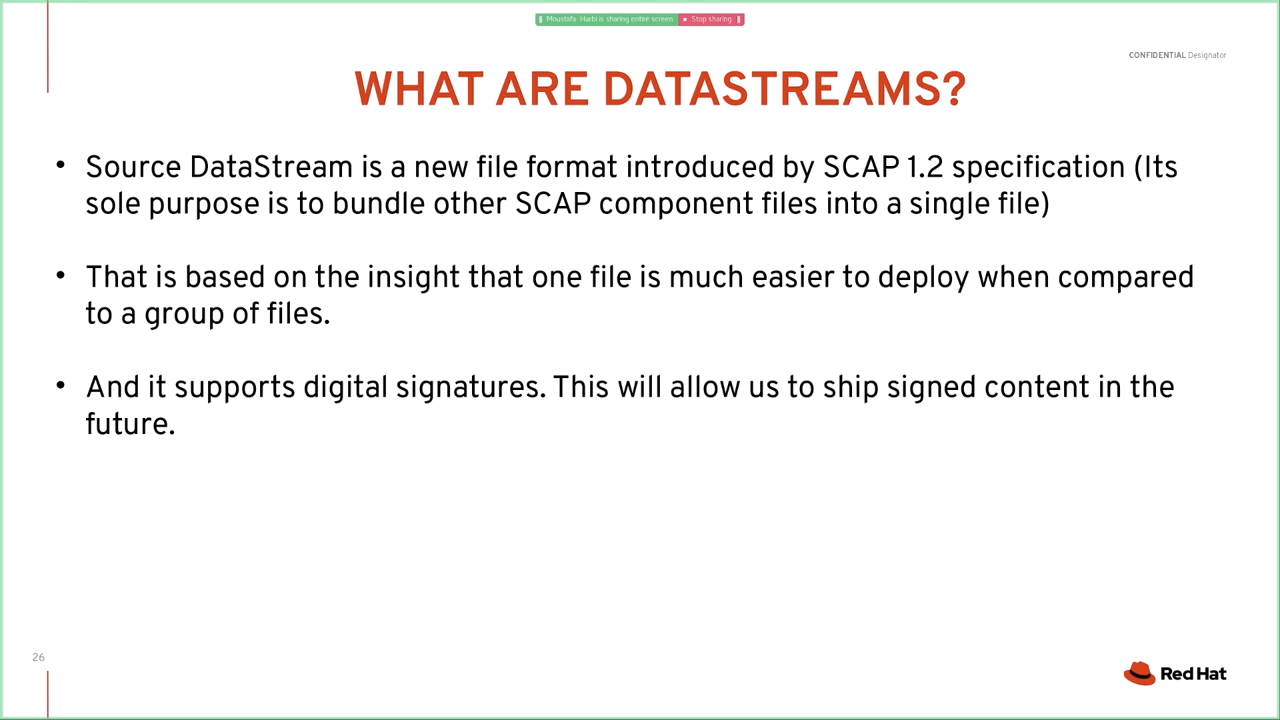 Moustafa Harbi is sharing entire screen Stop sharing
CONFIDENTIAL Designator
WHAT ARE DATASTREAMS?
• Source DataStream is a new file format introduced by SCAP 1.2 specification (Its
sole purpose is to bundle other SCAP component files into a single file)
• That is based on the insight that one file is much easier to deploy when compared
to a group of files.
• And it supports digital signatures. This will allow us to ship signed content in the
future.
26
Red Hat